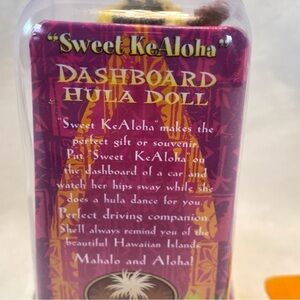 "Sweet KeAloha"
DASHBOARD
HULA DOLL
"Sweet KeAloha makes the
perfect gift or souvenir.
Put Sweet KeAloha on
the dashboard of a car and
watch her hips sway while she
does a hula dance for you.
Perfect driving companion.
She'll always remind you of the
beautiful Hawaiian Islands.
Mahalo and Aloha!